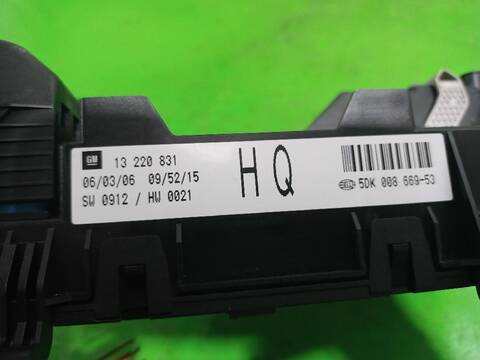 GM 13 220 831
06/03/06 09/52/15
SW 0912 / HW 0021
HQ
5DK 008 669-53